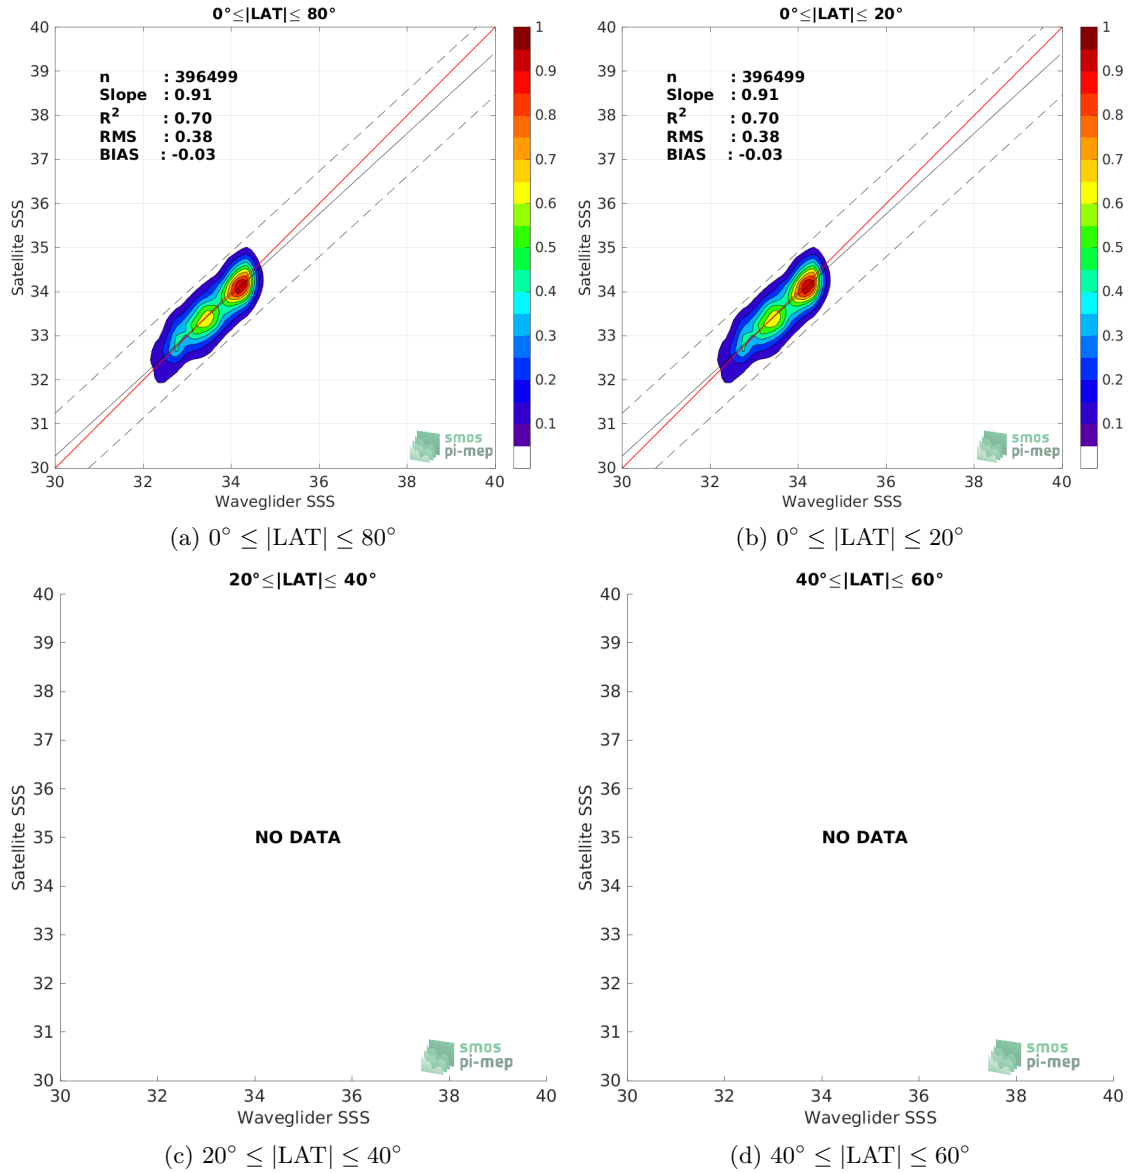 0°≤|LAT|≤ 80°
40
39
38
37
36
35
34
33
32
31
30
Satellite SSS
n : 396499
Slope : 0.91
R² : 0.70
RMS : 0.38
BIAS : -0.03
smos
pi-mep
30 32 34 36 38 40
Waveglider SSS
1
0.9
0.8
0.7
0.6
0.5
0.4
0.3
0.2
0.1
(a) 0° ≤ |LAT| ≤ 80°
0°≤|LAT|≤ 20°
40
39
38
37
36
35
34
33
32
31
30
Satellite SSS
n : 396499
Slope : 0.91
R² : 0.70
RMS : 0.38
BIAS : -0.03
smos
pi-mep
30 32 34 36 38 40
Waveglider SSS
1
0.9
0.8
0.7
0.6
0.5
0.4
0.3
0.2
0.1
(b) 0° ≤ |LAT| ≤ 20°
20°≤|LAT|≤ 40°
40
39
38
37
36
35
34
33
32
31
30
Satellite SSS
NO DATA
smos
pi-mep
30 32 34 36 38 40
Waveglider SSS
(c) 20° ≤ |LAT| ≤ 40°
40°≤|LAT|≤ 60°
40
39
38
37
36
35
34
33
32
31
30
Satellite SSS
NO DATA
smos
pi-mep
30 32 34 36 38 40
Waveglider SSS
(d) 40° ≤ |LAT| ≤ 60°